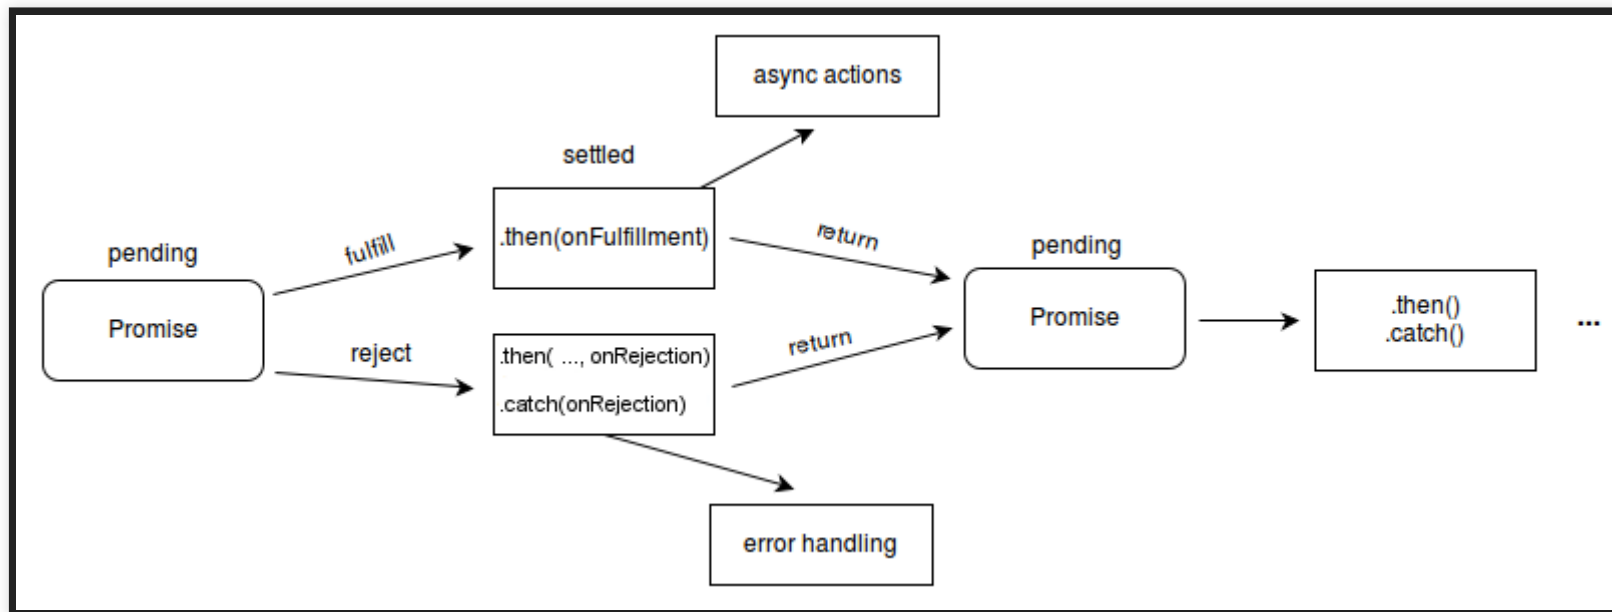 async actions
settled
.then(onFulfillment)
pending
fulfill
return
pending
Promise
Promise
.then()
.catch()
...
reject
.then( ..., onRejection)
return
.catch(onRejection)
error handling